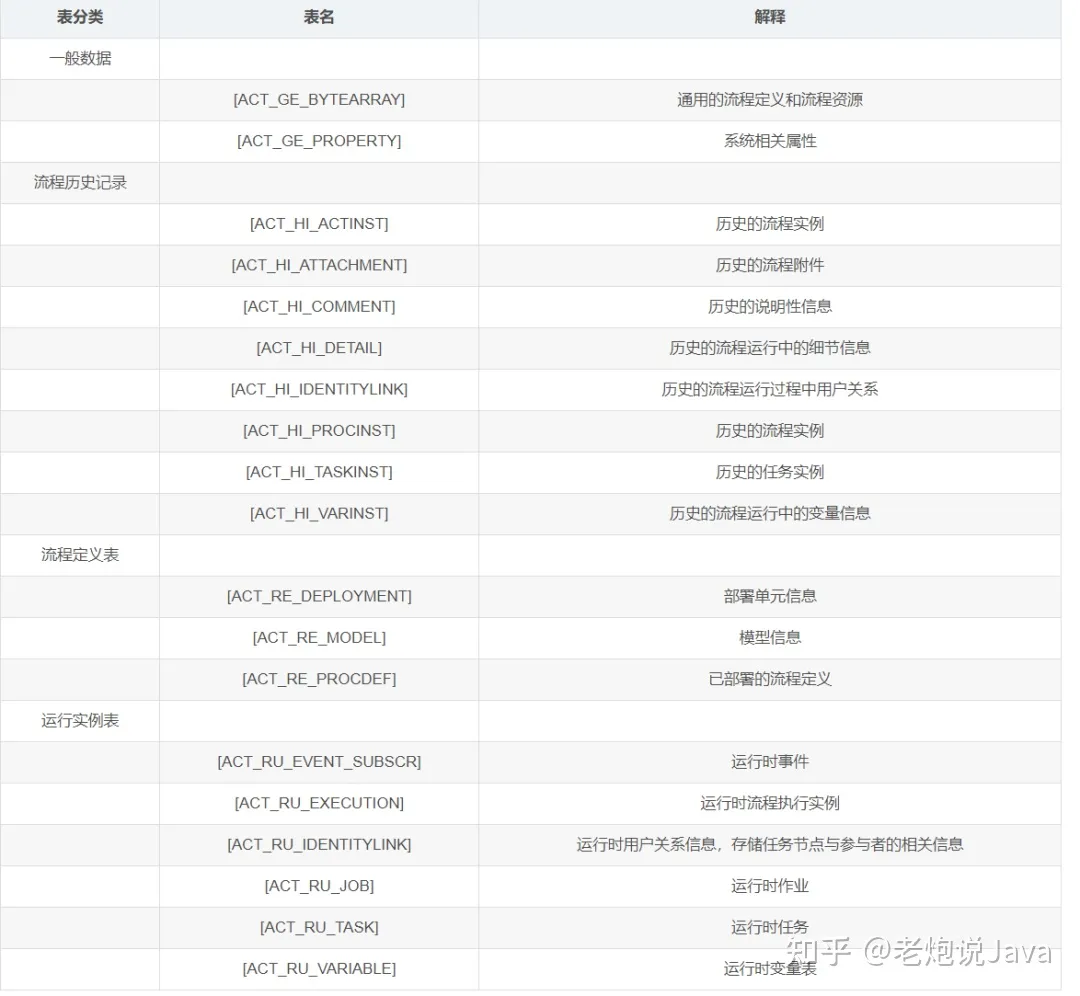 表分类 表名 解释
一般数据
[ACT_GE_BYTEARRAY] 通用的流程定义和流程资源
[ACT_GE_PROPERTY] 系统相关属性
流程历史记录
[ACT_HI_ACTINST] 历史的流程实例
[ACT_HI_ATTACHMENT] 历史的流程附件
[ACT_HI_COMMENT] 历史的说明性信息
[ACT_HI_DETAIL] 历史的流程运行中的细节信息
[ACT_HI_IDENTITYLINK] 历史的流程运行过程中用户关系
[ACT_HI_PROCINST] 历史的流程实例
[ACT_HI_TASKINST] 历史的任务实例
[ACT_HI_VARINST] 历史的流程运行中的变量信息
流程定义表
[ACT_RE_DEPLOYMENT] 部署单元信息
[ACT_RE_MODEL] 模型信息
[ACT_RE_PROCDEF] 已部署的流程定义
运行实例表
[ACT_RU_EVENT_SUBSCR] 运行时事件
[ACT_RU_EXECUTION] 运行时流程执行实例
[ACT_RU_IDENTITYLINK] 运行时用户关系信息，存储任务节点与参与者的相关信息
[ACT_RU_JOB] 运行时作业
[ACT_RU_TASK] 运行时任务
[ACT_RU_VARIABLE] 运行时变量表
知乎 @老炮说Java